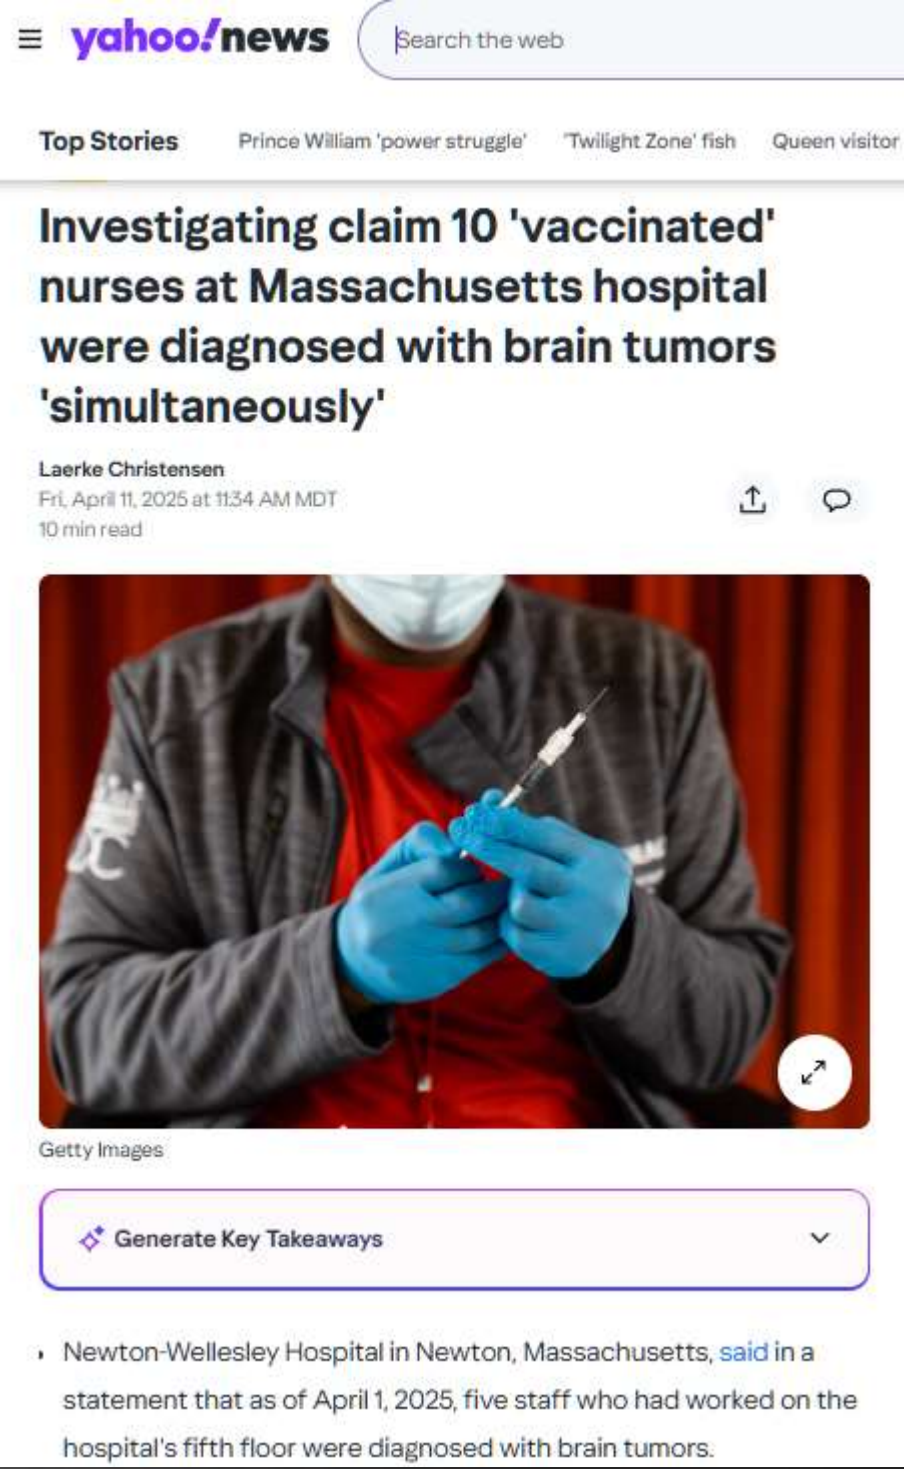 yahoo!news
Search the web
Top Stories
Prince William 'power struggle'
'Twilight Zone' fish
Queen visitor
Investigating claim 10 'vaccinated'
nurses at Massachusetts hospital
were diagnosed with brain tumors
'simultaneously'
Laerke Christensen
Fri, April 11, 2025 at 11:34 AM MDT
10 min read
Getty Images
Generate Key Takeaways
Newton-Wellesley Hospital in Newton, Massachusetts, said in a
statement that as of April 1, 2025, five staff who had worked on the
hospital's fifth floor were diagnosed with brain tumors.